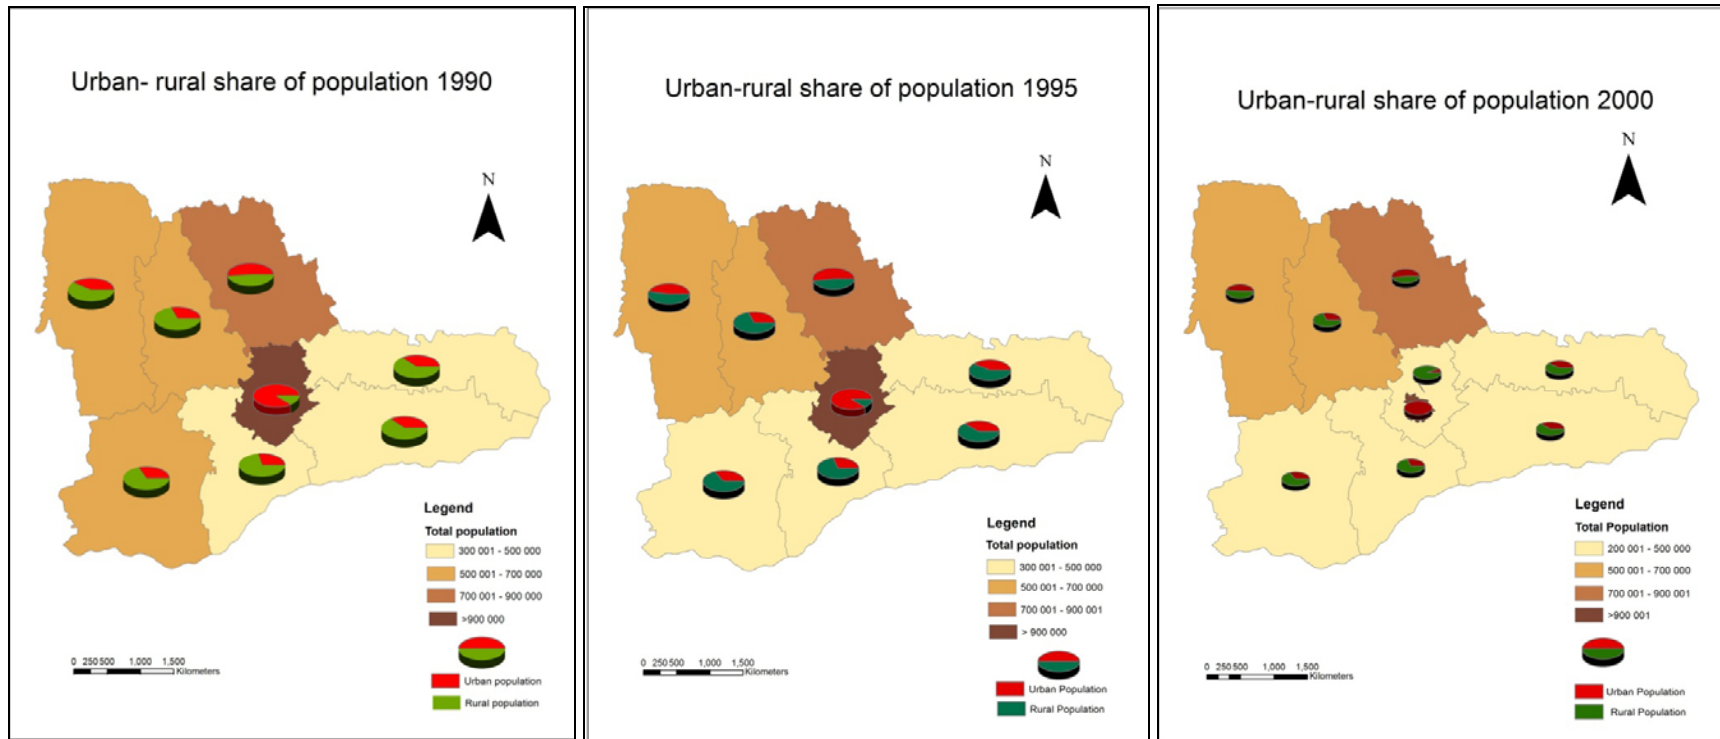 Urban- rural share of population 1990
N
Legend
Total population
300 001 - 500 000
500 001 - 700 000
700 001 - 900 000
>900 000
0 250 500 1,000 1,500
Kilometers
Urban population
Rural population
Urban-rural share of population 1995
N
Legend
Total population
300 001 - 500 000
500 001 - 700 000
700 001 - 900 001
> 900 000
0 250 500 1,000 1,500
Kilometers
Urban Population
Rural Population
Urban-rural share of population 2000
N
Legend
Total Population
200 001 - 500 000
500 001 - 700 000
700 001 - 900 001
>900 001
0 250 500 1,000 1,500
Kilometers
Urban Population
Rural Population